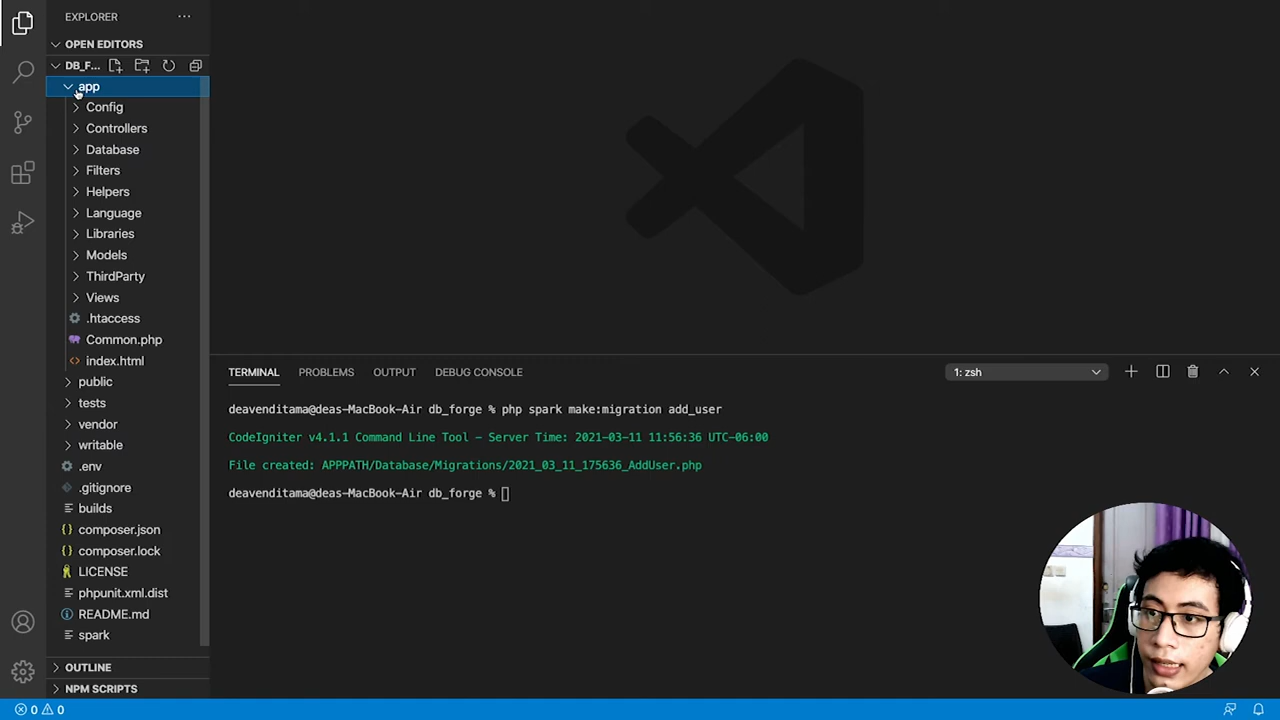 EXPLORER
OPEN EDITORS
DB_F...
app
Config
Controllers
Database
Filters
Helpers
Language
Libraries
Models
ThirdParty
Views
.htaccess
Common.php
index.html
public
tests
vendor
writable
.env
.gitignore
builds
composer.json
composer.lock
LICENSE
phpunit.xml.dist
README.md
spark
OUTLINE
NPM SCRIPTS
TERMINAL PROBLEMS OUTPUT DEBUG CONSOLE 1: zsh
deavenditama@deas-MacBook-Air db_forge % php spark make:migration add_user
CodeIgniter v4.1.1 Command Line Tool - Server Time: 2021-03-11 11:56:36 UTC-06:00
File created: APPPATH/Database/Migrations/2021_03_11_175636_AddUser.php
deavenditama@deas-MacBook-Air db_forge %
0 0